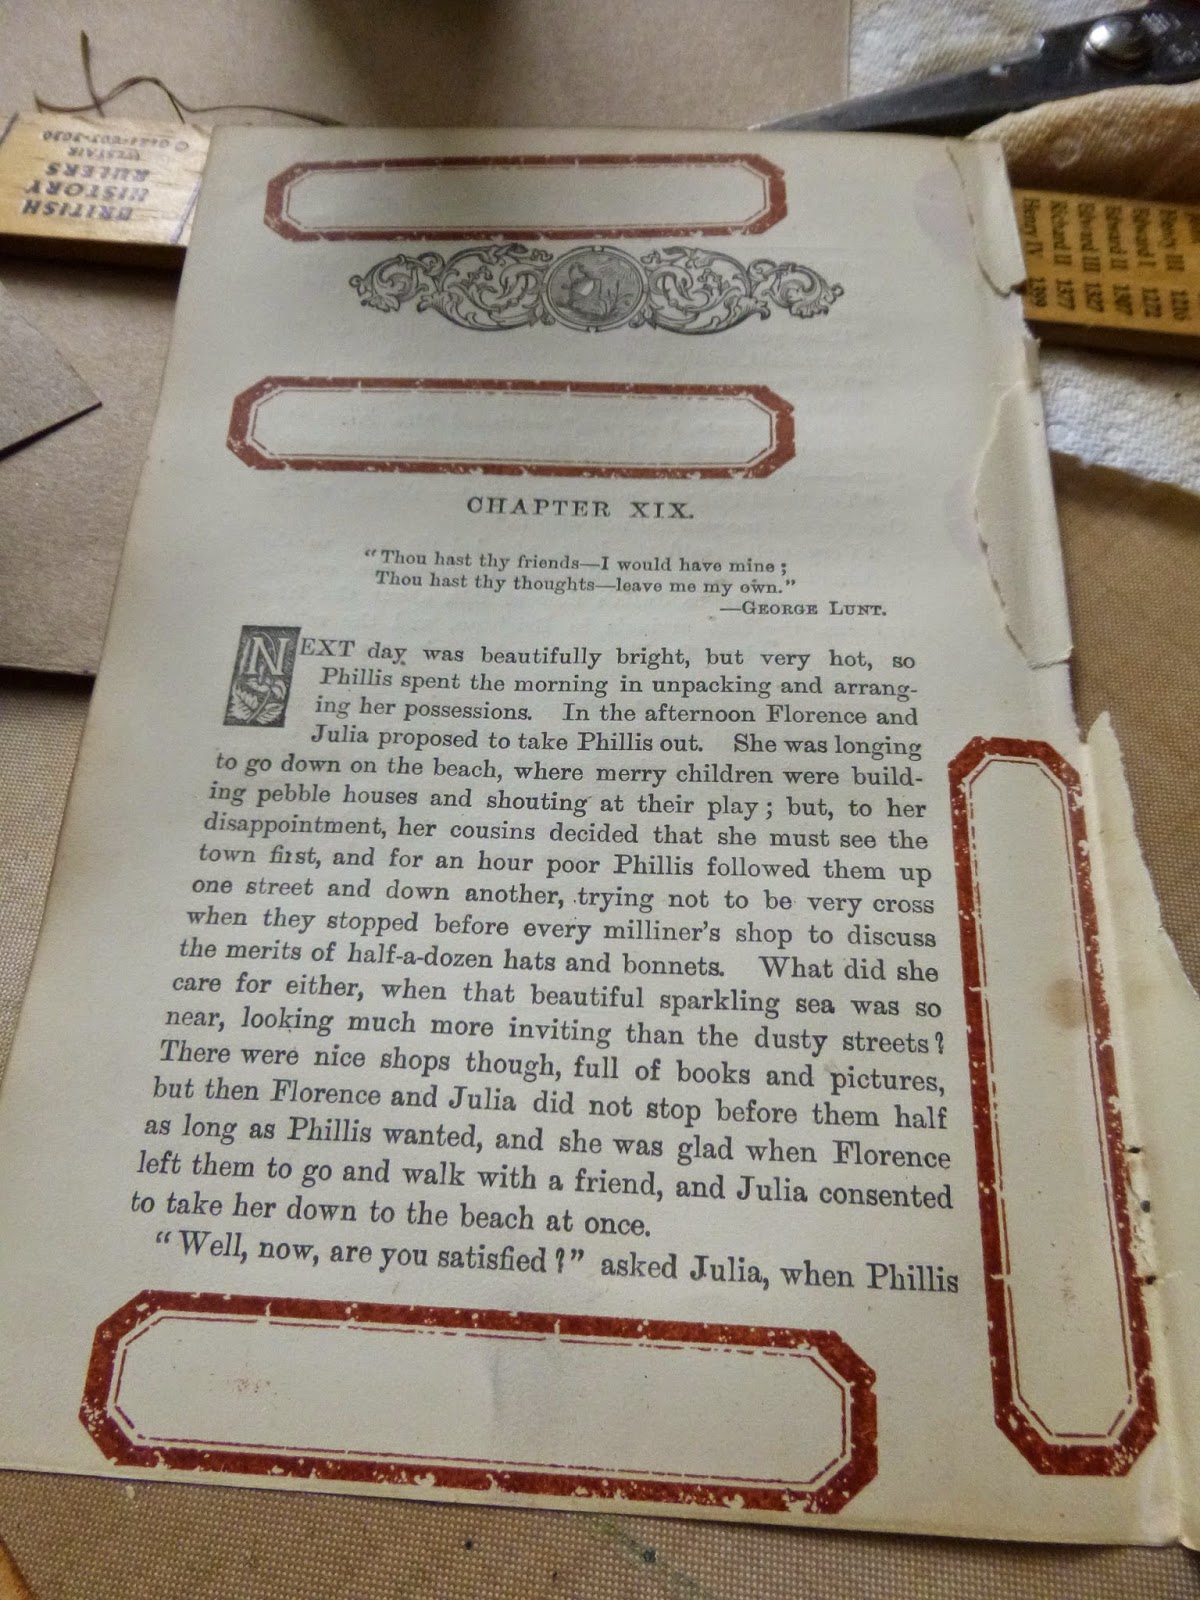 BRITISH
HISTORY
RULERS
WESTAIR
Henry III 1216
Edward I 1272
Edward II 1307
Edward III 1327
Richard II 1377
Henry IV 1399
CHAPTER XIX.
“Thou hast thy friends—I would have mine;
Thou hast thy thoughts—leave me my own.”
—GEORGE LUNT.
NEXT day was beautifully bright, but very hot, so
Phillis spent the morning in unpacking and arrang-
ing her possessions. In the afternoon Florence and
Julia proposed to take Phillis out. She was longing
to go down on the beach, where merry children were build-
ing pebble houses and shouting at their play; but, to her
disappointment, her cousins decided that she must see the
town first, and for an hour poor Phillis followed them up
one street and down another, trying not to be very cross
when they stopped before every milliner’s shop to discuss
the merits of half-a-dozen hats and bonnets. What did she
care for either, when that beautiful sparkling sea was so
near, looking much more inviting than the dusty streets?
There were nice shops though, full of books and pictures,
but then Florence and Julia did not stop before them half
as long as Phillis wanted, and she was glad when Florence
left them to go and walk with a friend, and Julia consented
to take her down to the beach at once.
“Well, now, are you satisfied?” asked Julia, when Phillis